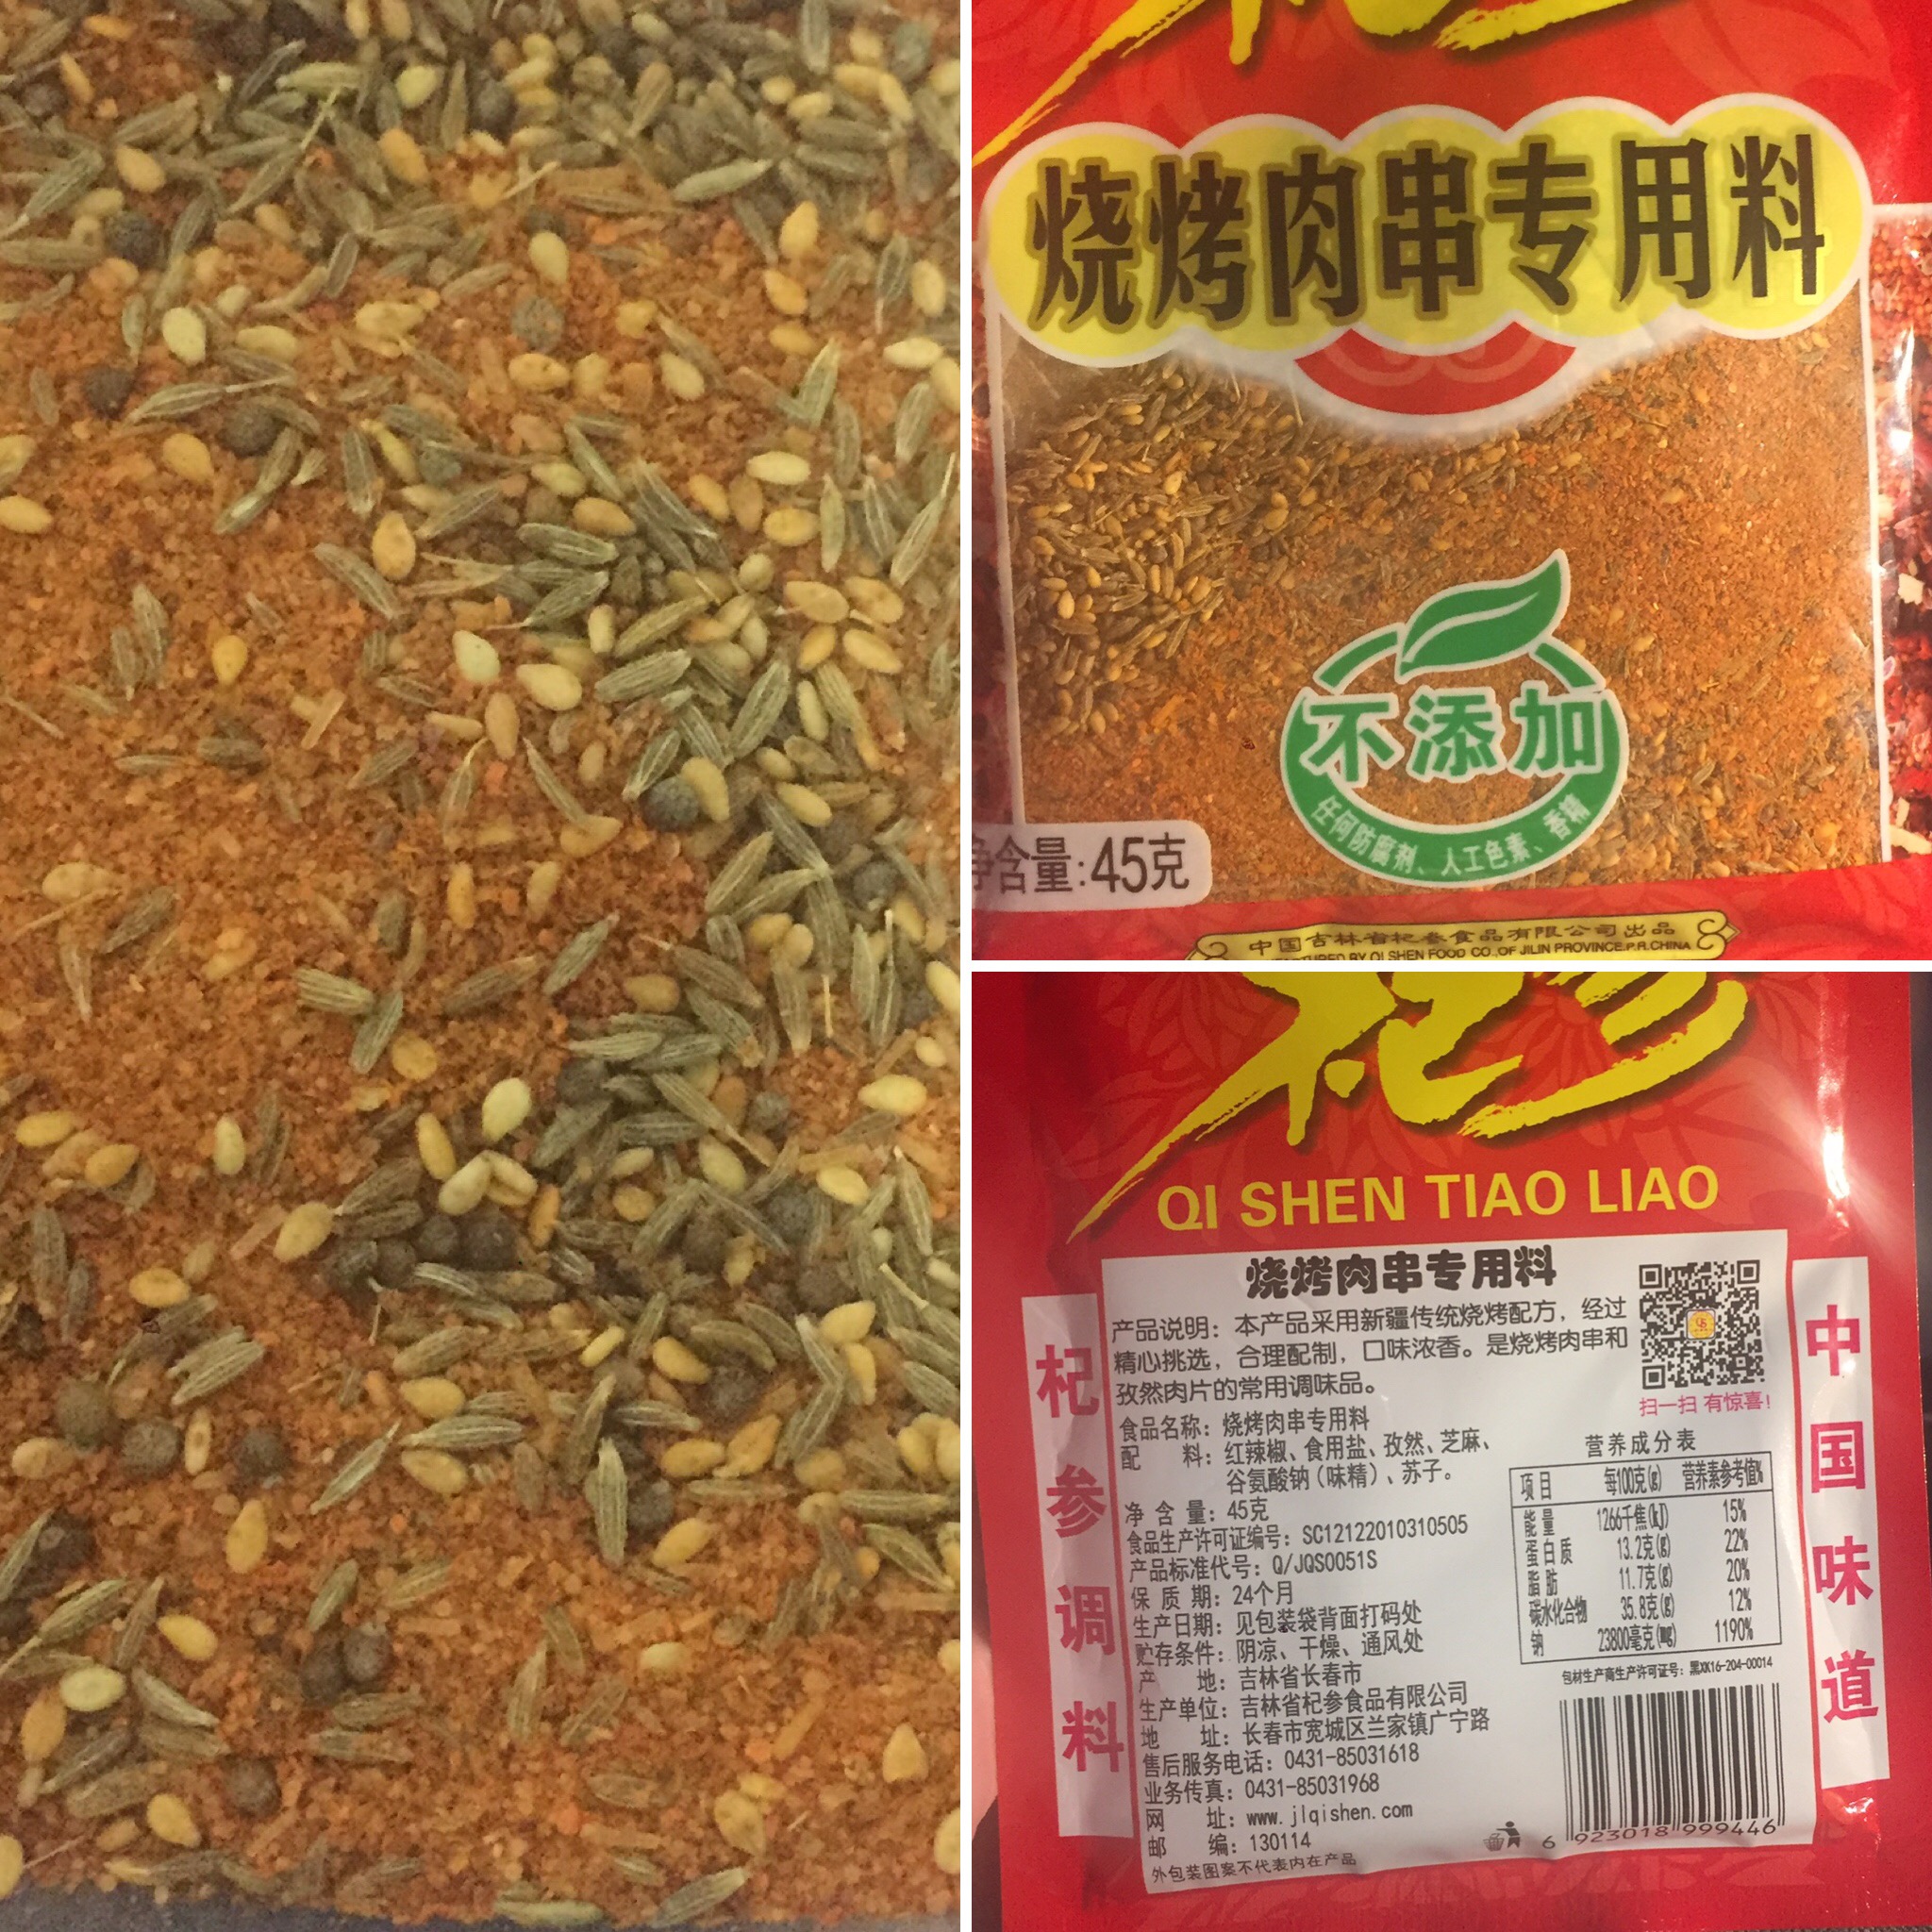 烧烤肉串专用料
不添加
任何防腐剂、人工色素、香精
净含量:45克
中国吉林省杞参食品有限公司出品
BY QI SHEN FOOD CO.,OF JILIN PROVINCE.P.R.CHINA
杞参
QI SHEN TIAO LIAO
烧烤肉串专用料
产品说明：本产品采用新疆传统烧烤配方，经过
精心挑选，合理配制，口味浓香。是烧烤肉串和
孜然肉片的常用调味品。
扫一扫 有惊喜！
食品名称：烧烤肉串专用料
配 料：红辣椒、食用盐、孜然、芝麻、
谷氨酸钠（味精）、苏子。
净 含 量：45克
食品生产许可证编号：SC12122010310505
产品标准代号：Q/JQS0051S
保 质 期：24个月
生产日期：见包装袋背面打码处
贮存条件：阴凉、干燥、通风处
产 地：吉林省长春市
生产单位：吉林省杞参食品有限公司
地 址：长春市宽城区兰家镇广宁路
售后服务电话：0431-85031618
业务传真：0431-85031968
网 址：www.jlqishen.com
邮 编：130114
外包装图案不代表内在产品
营养成分表
项目 每100克(g) 营养素参考值%
能量 1266千焦(kJ) 15%
蛋白质 13.2克(g) 22%
脂肪 11.7克(g) 20%
碳水化合物 35.8克(g) 12%
钠 23800毫克(mg) 1190%
包材生产商生产许可证号：黑XK16-204-00014
6 923018 999446
杞参调料
中国味道